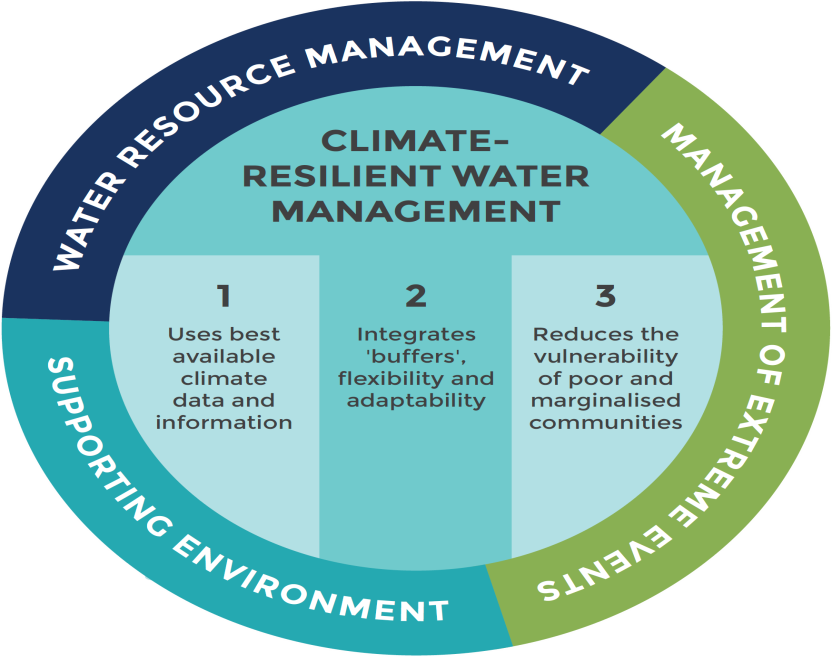 WATER RESOURCE MANAGEMENT
MANAGEMENT OF EXTREME EVENTS
SUPPORTING ENVIRONMENT
CLIMATE-
RESILIENT WATER
MANAGEMENT
1
Uses best
available
climate
data and
information
2
Integrates
'buffers',
flexibility and
adaptability
3
Reduces the
vulnerability
of poor and
marginalised
communities